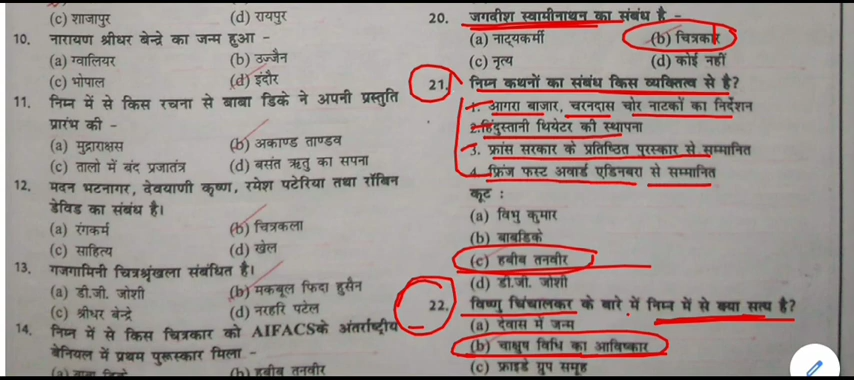 (c) शाजापुर (d) रायपुर
10. नारायण श्रीधर बेन्द्रे का जन्म हुआ -
(a) ग्वालियर (b) उज्जैन
(c) भोपाल (d) इंदौर
11. निम्न में से किस रचना से बाबा डिके ने अपनी प्रस्तुति
प्रारंभ की -
(a) मुद्राराक्षस (b) अकाण्ड ताण्डव
(c) तालो में बंद प्रजातंत्र (d) बसंत ऋतु का सपना
12. मदन भटनागर, देवयाणी कृष्ण, रमेश पटेरिया तथा रॉबिन
डेविड का संबंध है।
(a) रंगकर्म (b) चित्रकला
(c) साहित्य (d) खेल
13. गजगामिनी चित्रश्रृंखला संबंधित है।
(a) डी.जी. जोशी (b) मकबूल फिदा हुसैन
(c) श्रीधर बेन्द्रे (d) नरहरि पटेल
14. निम्न में से किस चित्रकार को AIFACSके अंतर्राष्ट्रीय
बेनियल में प्रथम पुरूस्कार मिला -
(a) बाबा डिके (b) हबीब तनवीर
20. जगदीश स्वामीनाथन का संबंध है -
(a) नाट्यकर्मी (b) चित्रकार
(c) नृत्य (d) कोई नहीं
21. निम्न कथनों का संबंध किस व्यक्तित्व से है?
1. आगरा बाजार, चरनदास चोर नाटकों का निर्देशन
2.हिंदुस्तानी थियेटर की स्थापना
3. फ्रांस सरकार के प्रतिष्ठित पुरस्कार से सम्मानित
4. फ्रिंज फस्ट अवार्ड एडिनबरा से सम्मानित
कूट :
(a) विभु कुमार
(b) बाबडिके
(c) हबीब तनवीर
(d) डी.जी. जोशी
22. विष्णु चिंचालकर के बारे में निम्न में से क्या सत्य है?
(a) देवास में जन्म
(b) चाक्षुष विधि का आविष्कार
(c) फ्राइडे ग्रुप समूह